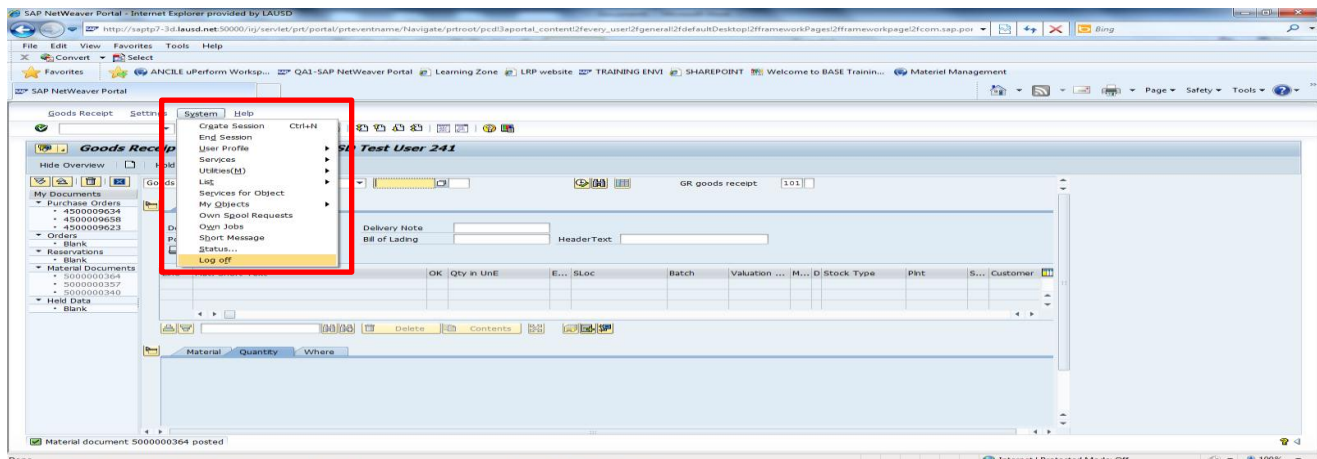 SAP NetWeaver Portal - Internet Explorer provided by LAUSD
http://saptp7-3d.lausd.net:50000/irj/servlet/prt/portal/prteventname/Navigate/prtroot/pcd!3aportal_content!2fevery_user!2fgeneral!2fdefaultDesktop!2fframeworkPages!2fframeworkpage!2fcom.sap.por Bing
File Edit View Favorites Tools Help
X Convert Select
Favorites ANCILE uPerform Worksp... QA1-SAP NetWeaver Portal Learning Zone LRP website TRAINING ENVI SHAREPOINT Welcome to BASE Trainin... Materiel Management
SAP NetWeaver Portal Page Safety Tools
Goods Receipt Settings System Help
Create Session Ctrl+N
End Session
User Profile
Services
Utilities(M)
List
Services for Object
My Objects
Own Spool Requests
Own Jobs
Short Message
Status...
Log off
Goods Receip SD Test User 241
Hide Overview Hold
Goods GR goods receipt 101
My Documents
Purchase Orders
4500009634
4500009658
4500009623
Orders
Blank
Reservations
Blank
Material Documents
5000000364
5000000357
5000000340
Held Data
Blank
Delivery Note
Bill of Lading HeaderText
OK Qty in UnE E... SLoc Batch Valuation ... M... D Stock Type Plnt S... Customer
Delete Contents
Material Quantity Where
Material document 5000000364 posted